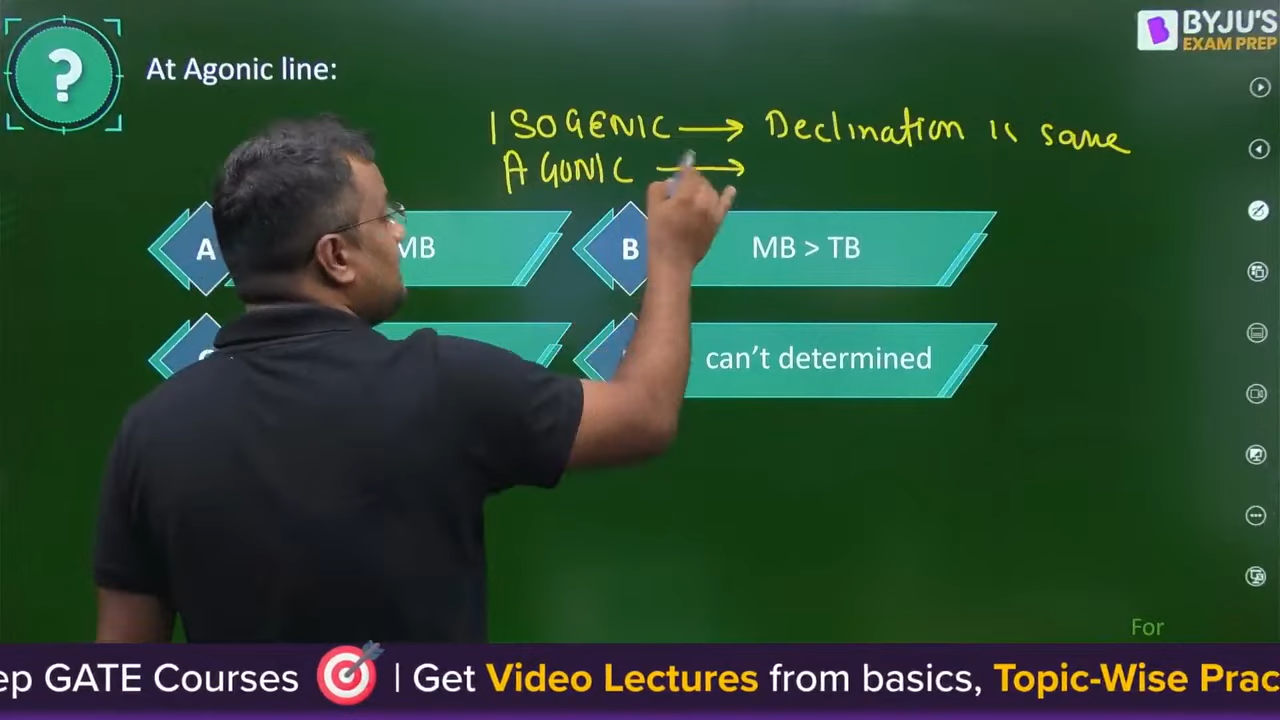 BYJU'S
EXAM PREP
At Agonic line:
ISOGENIC → Declination is same
AGONIC →
A
MB
B
MB > TB
can't determined
For
ep GATE Courses | Get Video Lectures from basics, Topic-Wise Prac